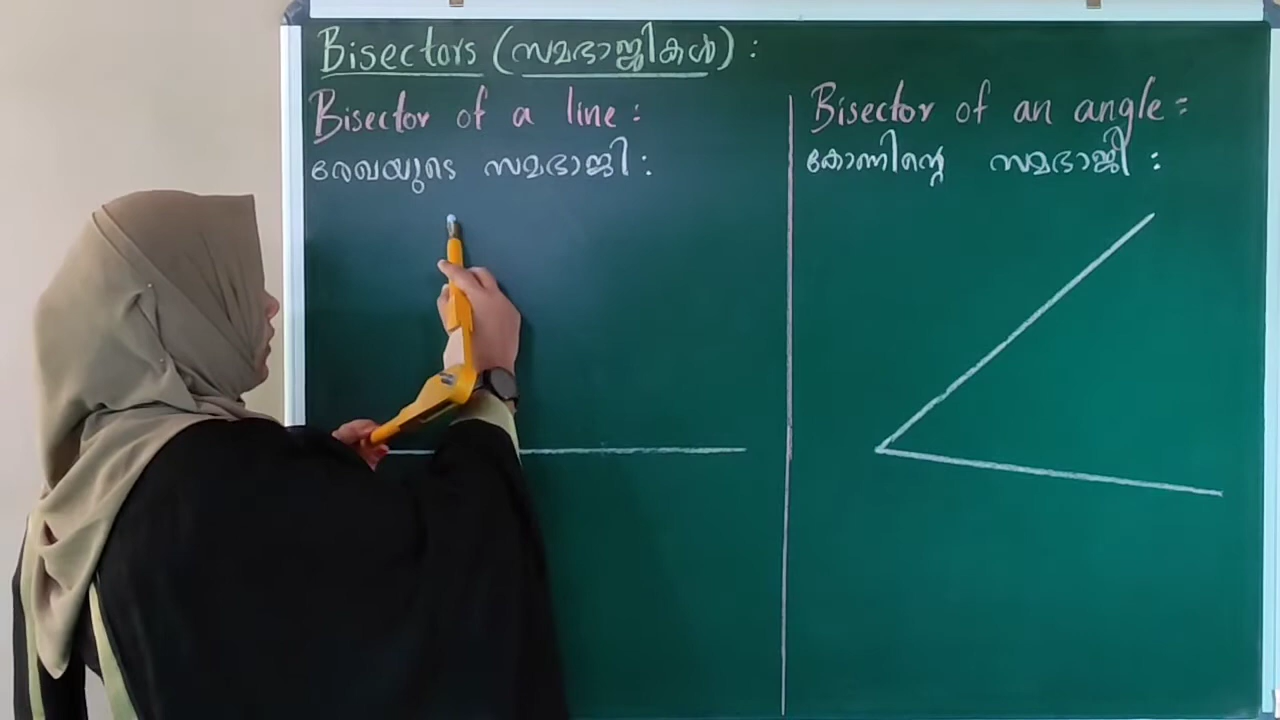 Bisectors (സമഭാജികൾ) :
Bisector of a line :
രേഖയുടെ സമഭാജി :
Bisector of an angle :
കോണിന്റെ സമഭാജി :